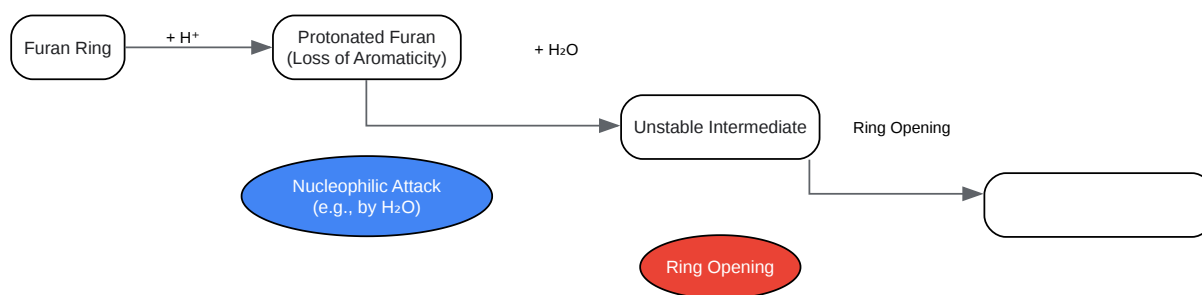 Furan Ring
+ H⁺
Protonated Furan
(Loss of Aromaticity)
+ H₂O
Unstable Intermediate
Ring Opening
Nucleophilic Attack
(e.g., by H₂O)
Ring Opening